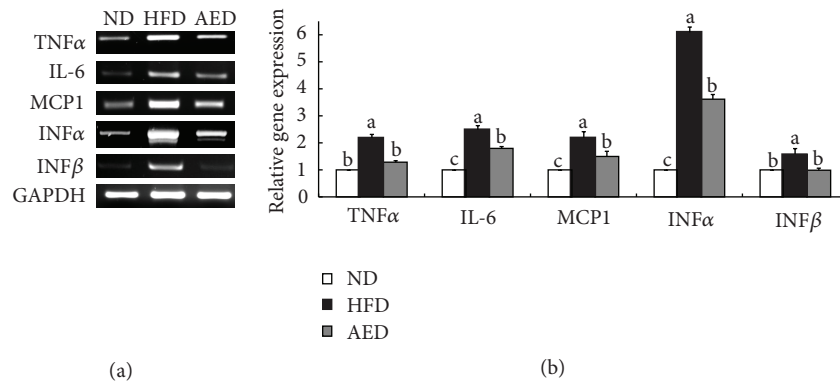 ND HFD AED
TNFα
IL-6
MCP1
INFα
INFβ
GAPDH
(a)
Relative gene expression
6
5
4
3
2
1
0
b a b
c a b
c a b
c a b
b a b
TNFα IL-6 MCP1 INFα INFβ
ND
HFD
AED
(b)